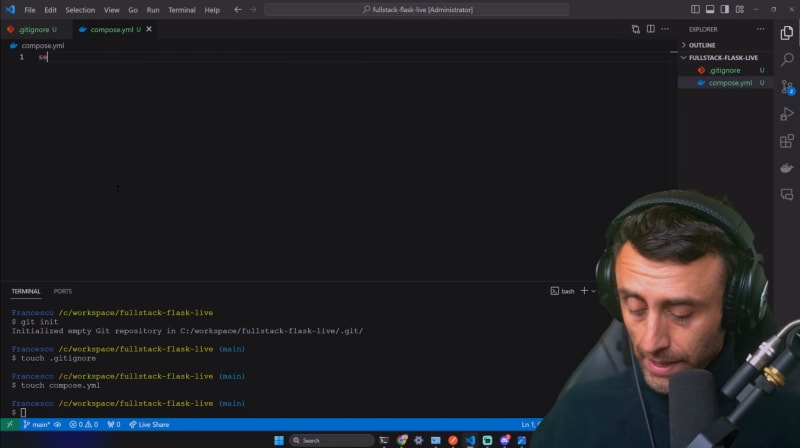 File Edit Selection View Go Run Terminal Help
fullstack-flask-live [Administrator]
.gitignore U
compose.yml U
compose.yml
1 se
EXPLORER
OUTLINE
FULLSTACK-FLASK-LIVE
.gitignore U
compose.yml U
TERMINAL PORTS
bash
Francesco /c/workspace/fullstack-flask-live
$ git init
Initialized empty Git repository in C:/workspace/fullstack-flask-live/.git/
Francesco /c/workspace/fullstack-flask-live (main)
$ touch .gitignore
Francesco /c/workspace/fullstack-flask-live (main)
$ touch compose.yml
Francesco /c/workspace/fullstack-flask-live (main)
$
main* 0 0 0 Live Share
Ln 1,
Search